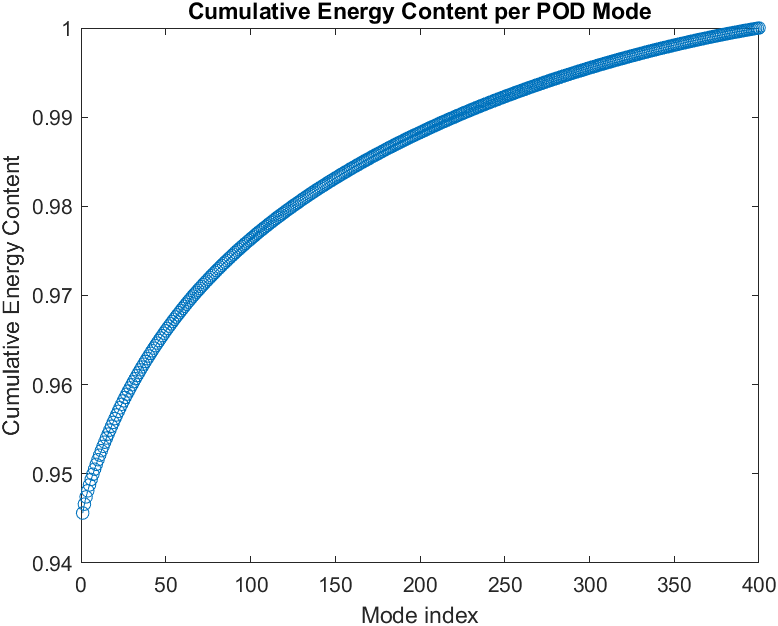 Cumulative Energy Content per POD Mode
1
0.99
0.98
0.97
0.96
0.95
0.94
Cumulative Energy Content
0 50 100 150 200 250 300 350 400
Mode index